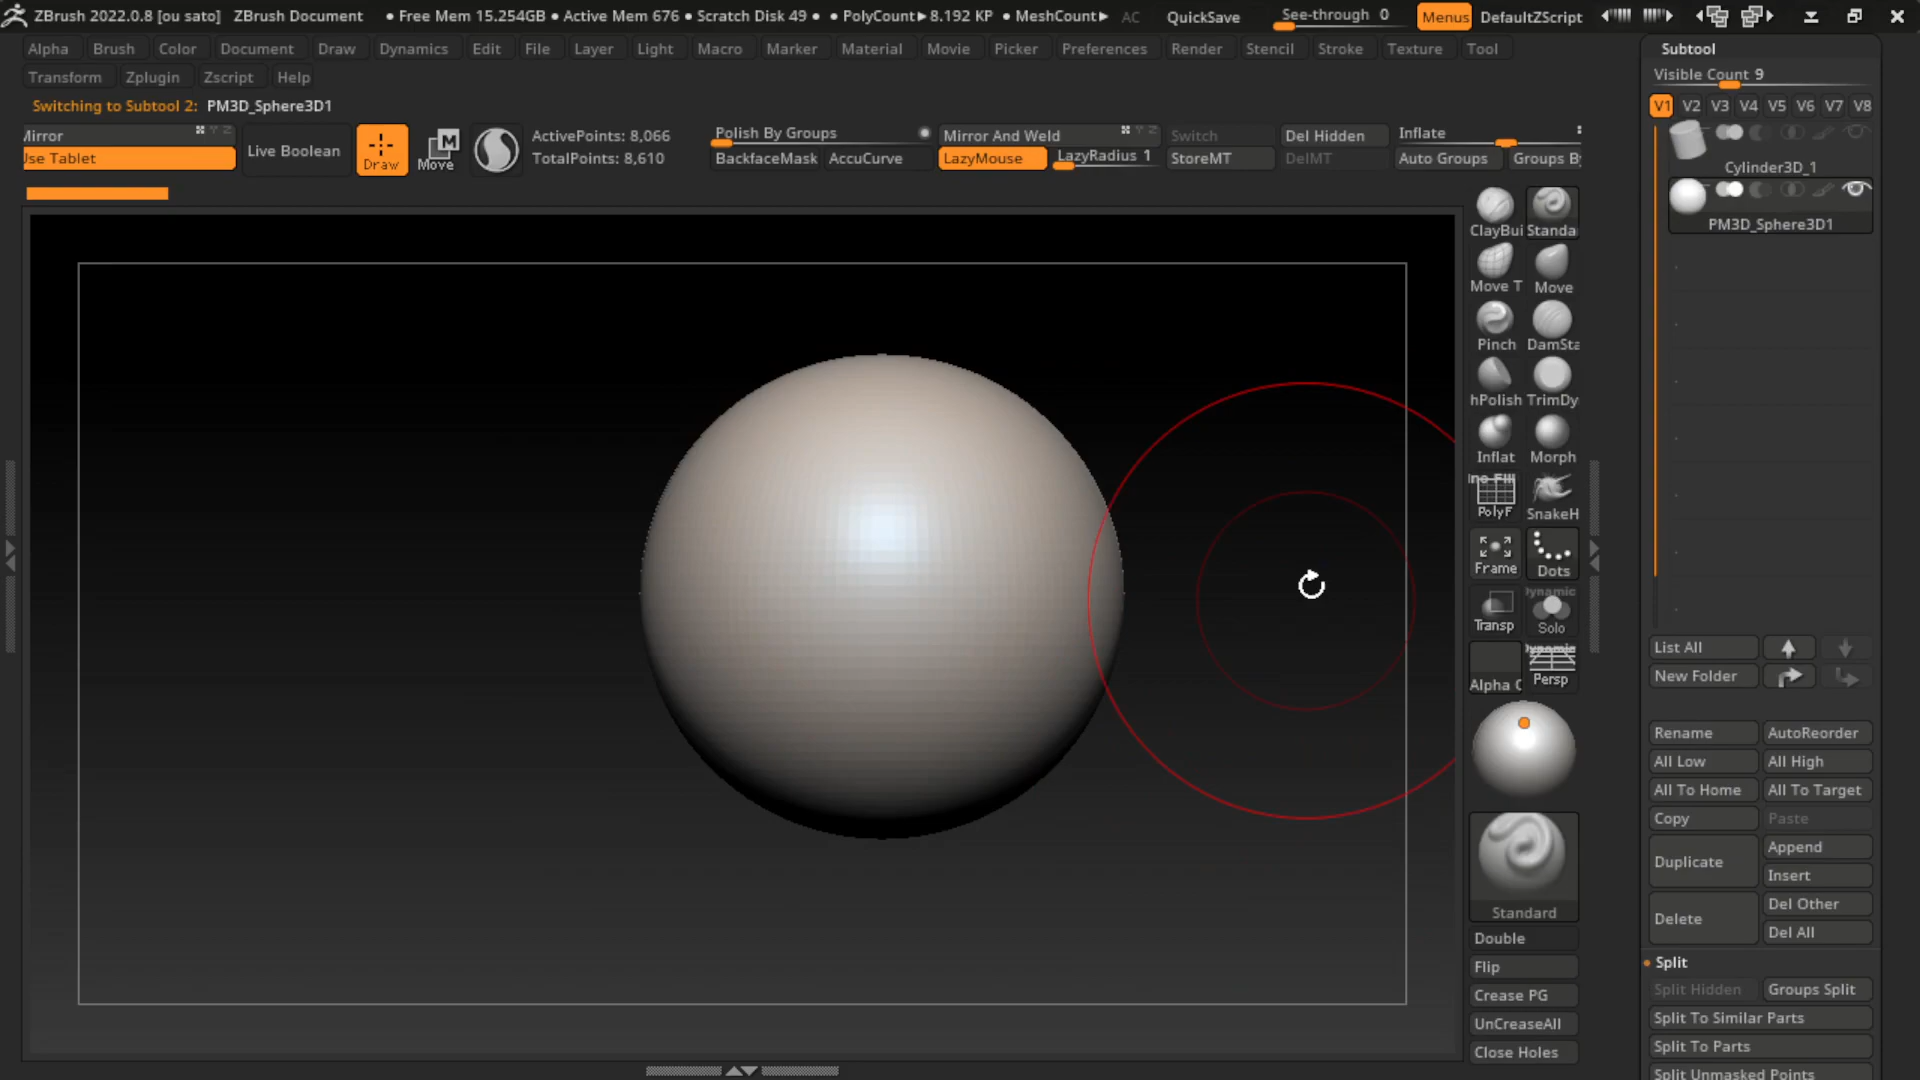 ZBrush 2022.0.8 [ou sato] ZBrush Document • Free Mem 15.254GB • Active Mem 676 • Scratch Disk 49 • • PolyCount▶ 8.192 KP • MeshCount▶ AC QuickSave See-through 0 Menus DefaultZScript
Alpha Brush Color Document Draw Dynamics Edit File Layer Light Macro Marker Material Movie Picker Preferences Render Stencil Stroke Texture Tool
Transform Zplugin Zscript Help
Switching to Subtool 2: PM3D_Sphere3D1
Live Boolean
Draw
Move
ActivePoints: 8,066
TotalPoints: 8,610
Polish By Groups
BackfaceMask AccuCurve
Mirror And Weld
LazyMouse LazyRadius 1
Switch
StoreMT
Del Hidden
DelMT
Inflate
Auto Groups Groups By
ClayBui Standa
Move T Move
Pinch DamSta
hPolish TrimDy
Inflat Morph
PolyF SnakeH
Frame Dots
Dynamic
Transp Solo
Alpha Persp
Standard
Double
Flip
Crease PG
UnCreaseAll
Close Holes
Subtool
Visible Count 9
V1 V2 V3 V4 V5 V6 V7 V8
Cylinder3D_1
PM3D_Sphere3D1
List All
New Folder
Rename AutoReorder
All Low All High
All To Home All To Target
Copy Paste
Duplicate Append
Insert
Delete Del Other
Del All
Split
Split Hidden Groups Split
Split To Similar Parts
Split To Parts
Split Unmasked Points